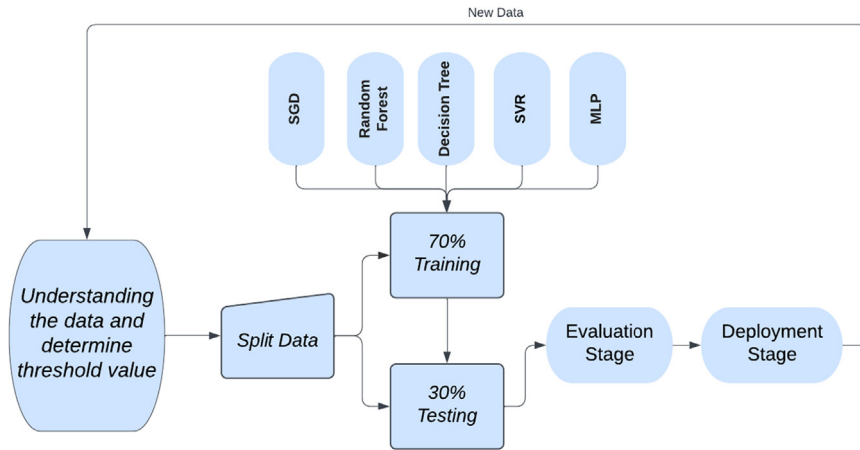 New Data
SGD
Random
Forest
Decision Tree
SVR
MLP
70%
Training
Understanding
the data and
determine
threshold value
Split Data
Evaluation
Stage
Deployment
Stage
30%
Testing